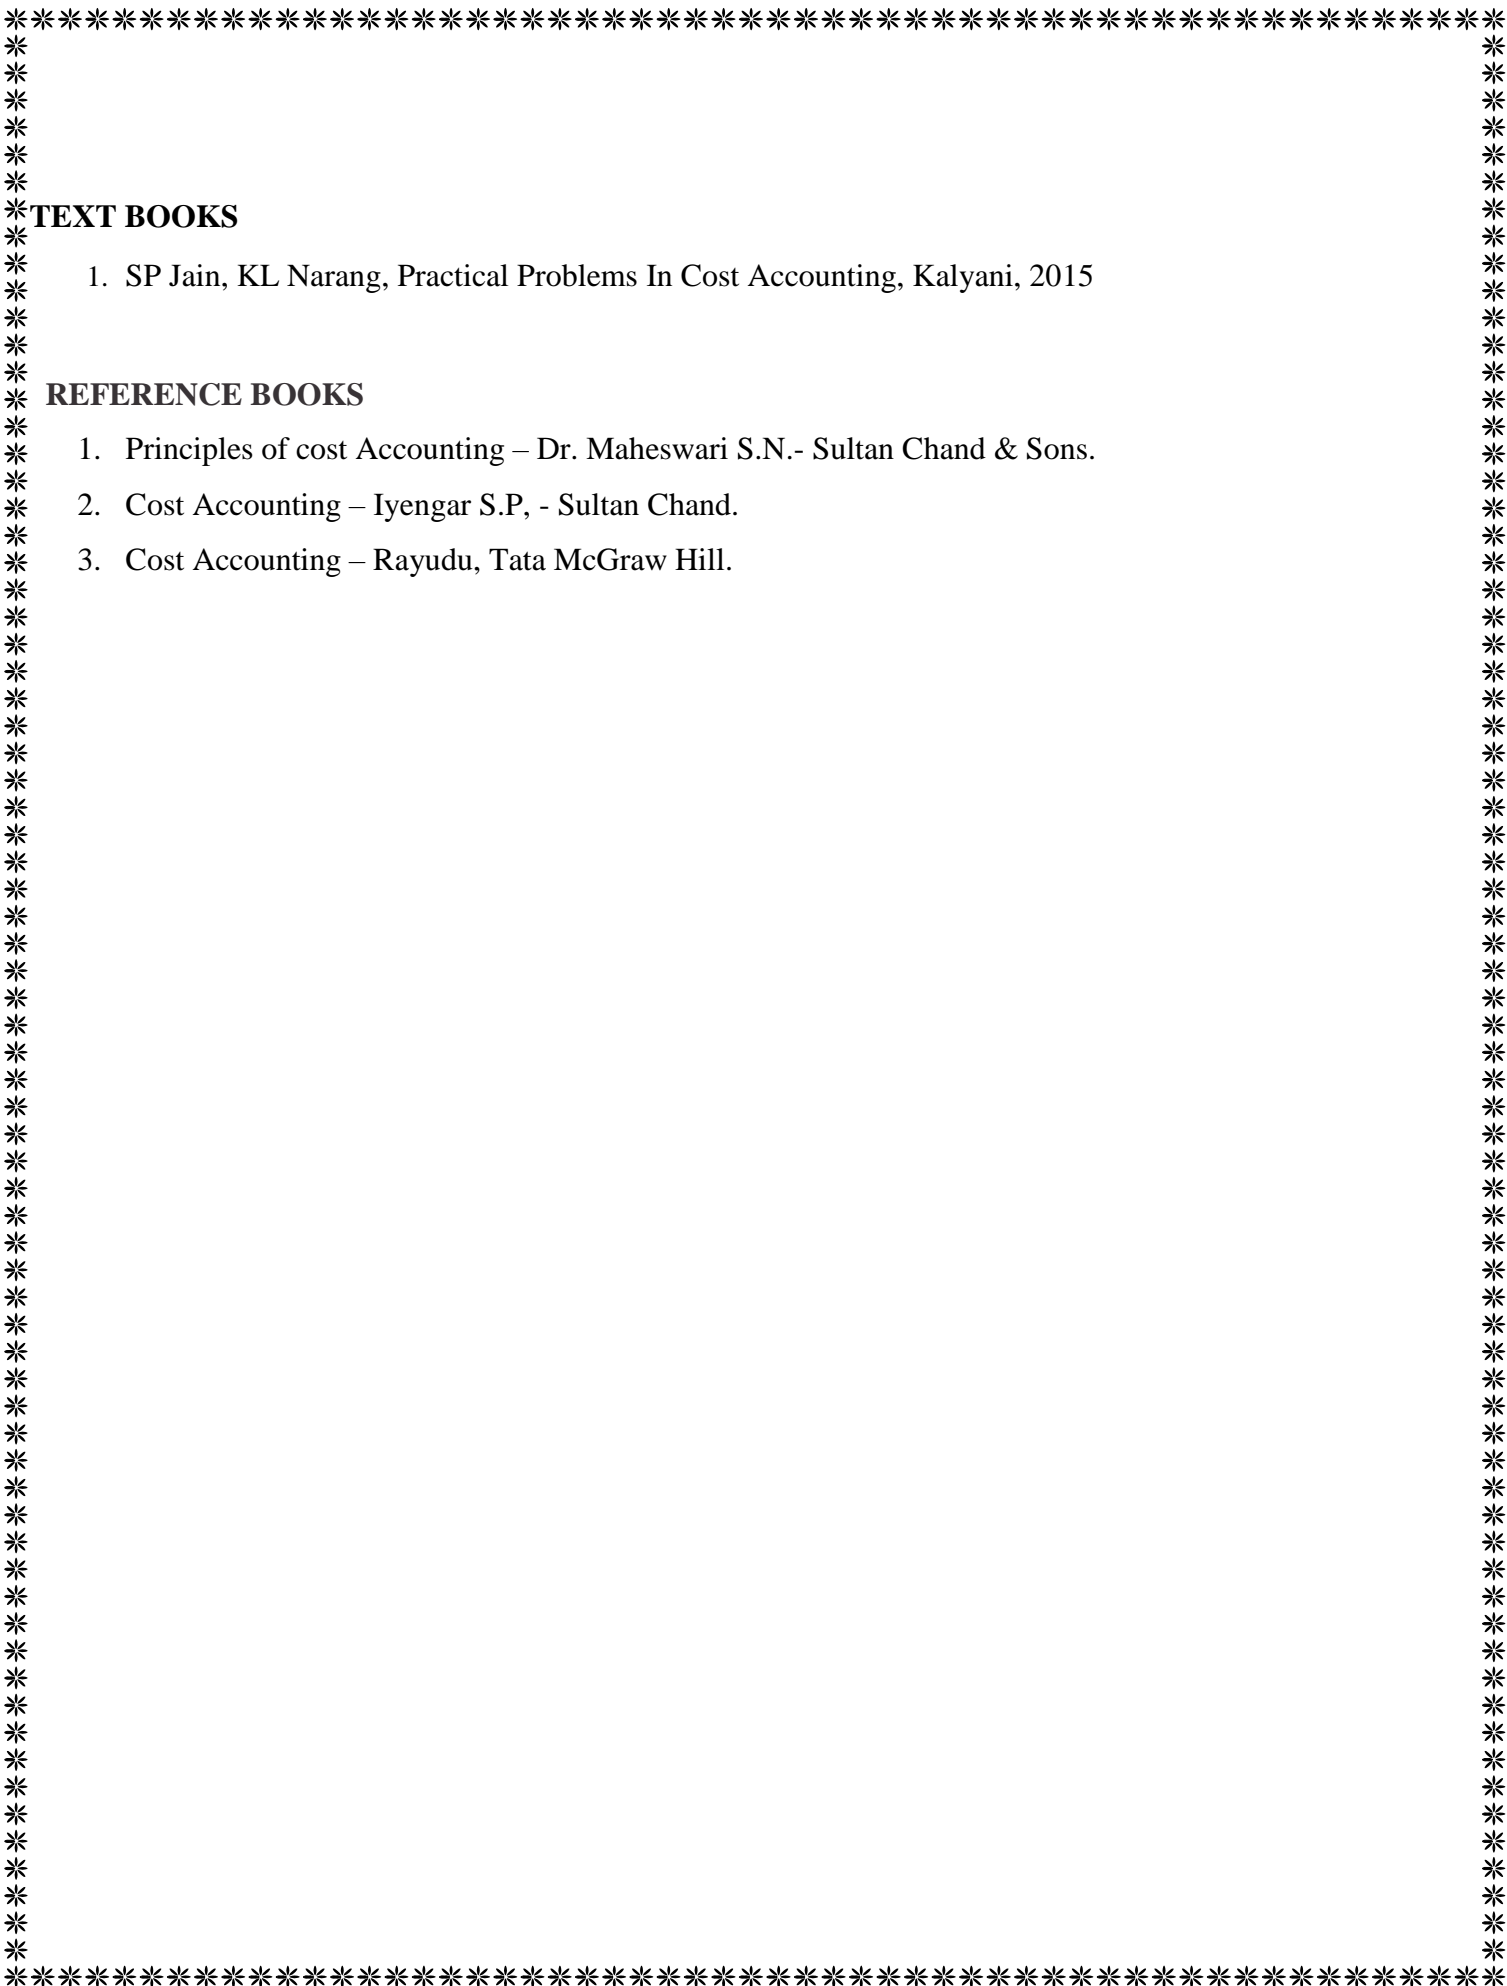 TEXT BOOKS
1. SP Jain, KL Narang, Practical Problems In Cost Accounting, Kalyani, 2015
REFERENCE BOOKS
1. Principles of cost Accounting – Dr. Maheswari S.N.- Sultan Chand & Sons.
2. Cost Accounting – Iyengar S.P, - Sultan Chand.
3. Cost Accounting – Rayudu, Tata McGraw Hill.